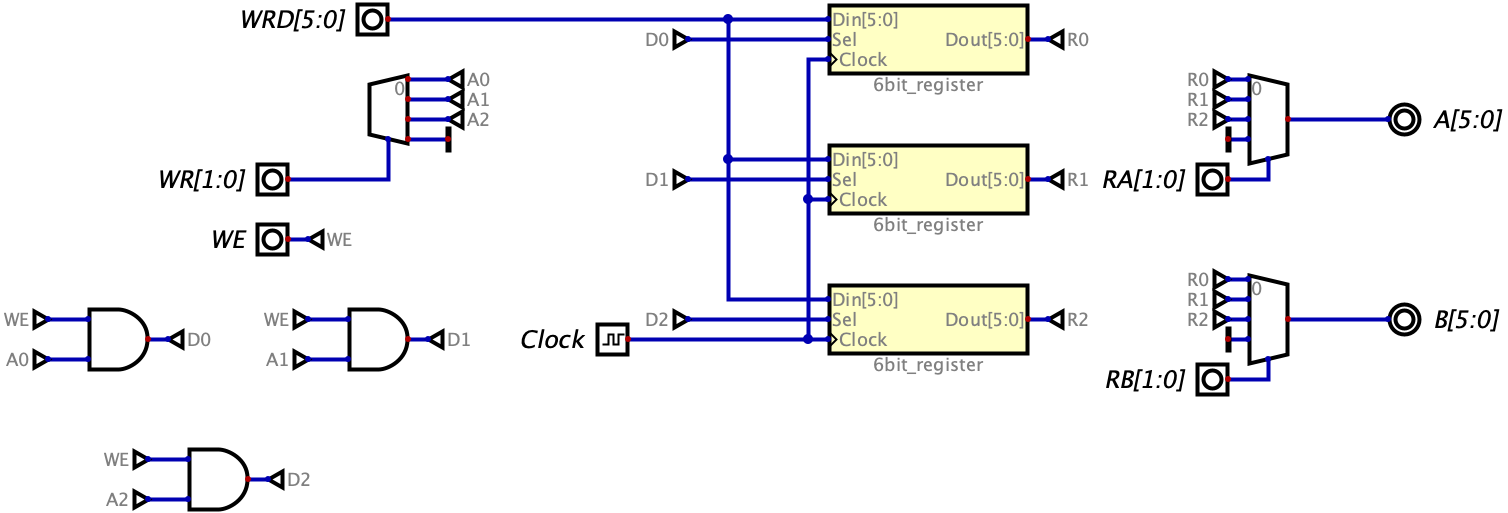 WRD[5:0]
Din[5:0]
D0
Sel
Dout[5:0]
R0
Clock
6bit_register
0
A0
A1
A2
R0
0
R1
R2
A[5:0]
WR[1:0]
Din[5:0]
D1
Sel
Dout[5:0]
R1
Clock
6bit_register
RA[1:0]
WE
WE
WE
A0
D0
WE
A1
D1
Clock
Din[5:0]
D2
Sel
Dout[5:0]
R2
Clock
6bit_register
R0
0
R1
R2
B[5:0]
RB[1:0]
WE
A2
D2